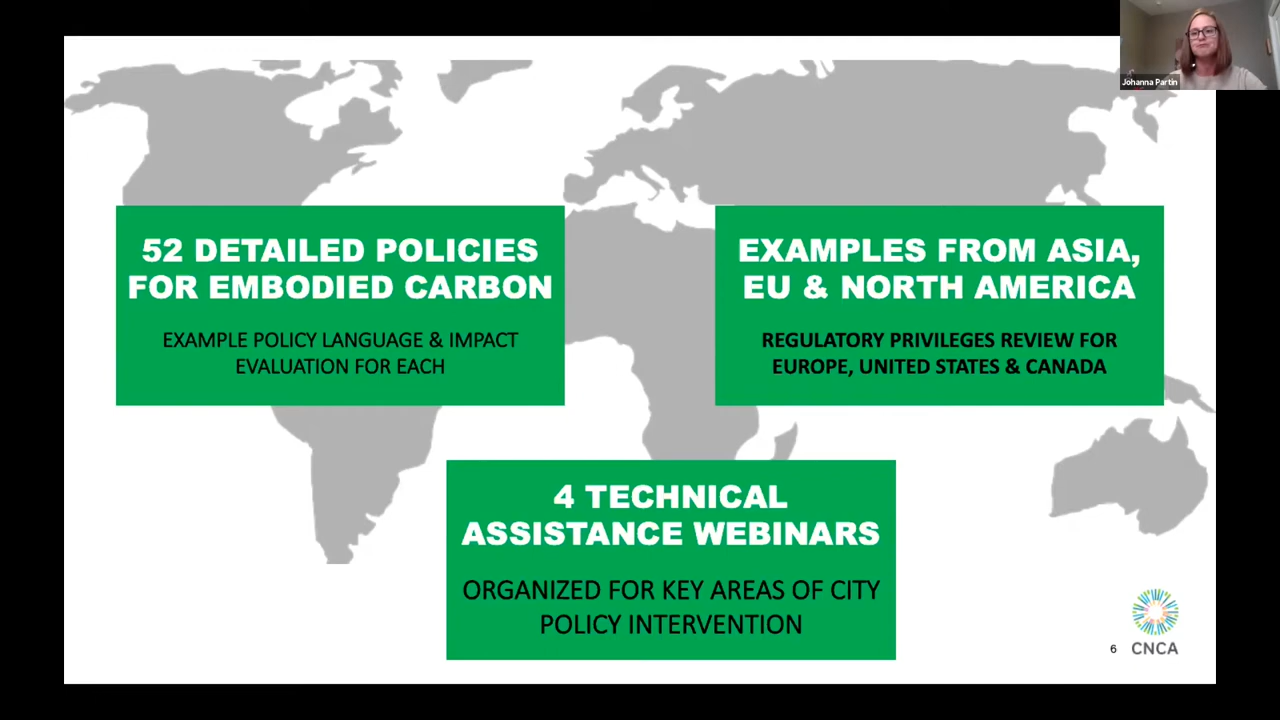 Johanna Partin
52 DETAILED POLICIES
FOR EMBODIED CARBON
EXAMPLE POLICY LANGUAGE & IMPACT
EVALUATION FOR EACH
EXAMPLES FROM ASIA,
EU & NORTH AMERICA
REGULATORY PRIVILEGES REVIEW FOR
EUROPE, UNITED STATES & CANADA
4 TECHNICAL
ASSISTANCE WEBINARS
ORGANIZED FOR KEY AREAS OF CITY
POLICY INTERVENTION
6
CNCA